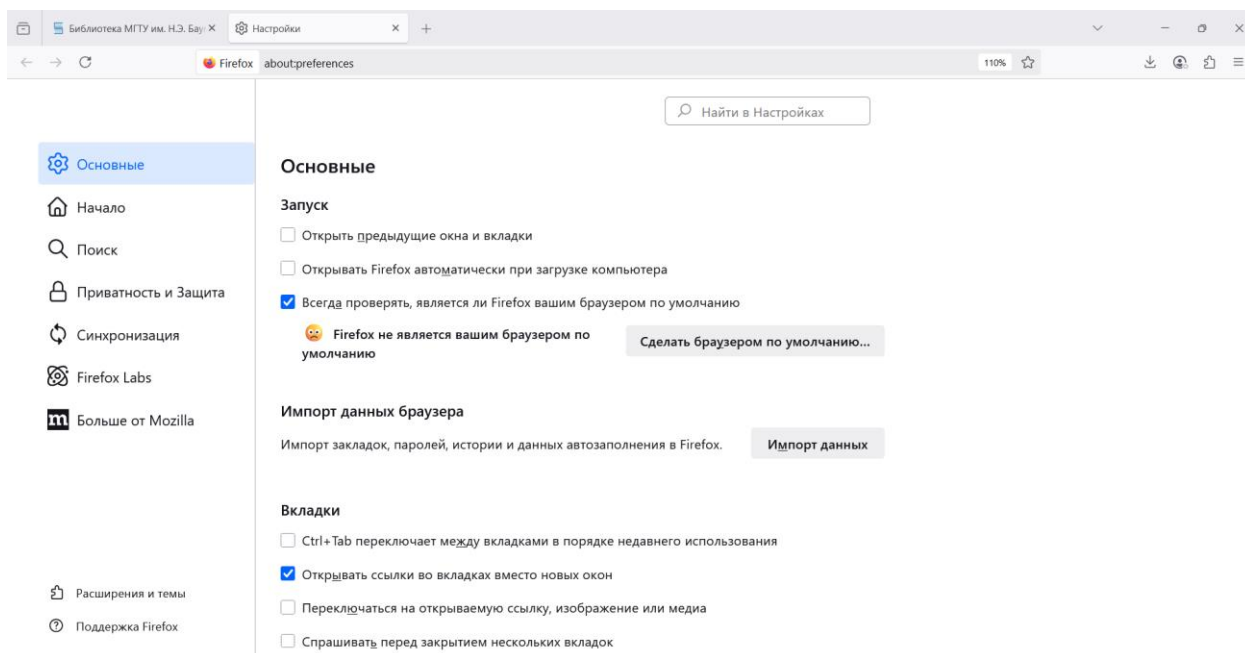 Библиотека МГТУ им. Н.Э. Бау
Настройки
Firefox about:preferences 110%
Найти в Настройках
Основные
Начало
Поиск
Приватность и Защита
Синхронизация
Firefox Labs
m Больше от Mozilla
Расширения и темы
Поддержка Firefox
Основные
Запуск
Открыть предыдущие окна и вкладки
Открывать Firefox автоматически при загрузке компьютера
Всегда проверять, является ли Firefox вашим браузером по умолчанию
Firefox не является вашим браузером по
умолчанию
Сделать браузером по умолчанию...
Импорт данных браузера
Импорт закладок, паролей, истории и данных автозаполнения в Firefox.
Импорт данных
Вкладки
Ctrl+Tab переключает между вкладками в порядке недавнего использования
Открывать ссылки во вкладках вместо новых окон
Переключаться на открываемую ссылку, изображение или медиа
Спрашивать перед закрытием нескольких вкладок